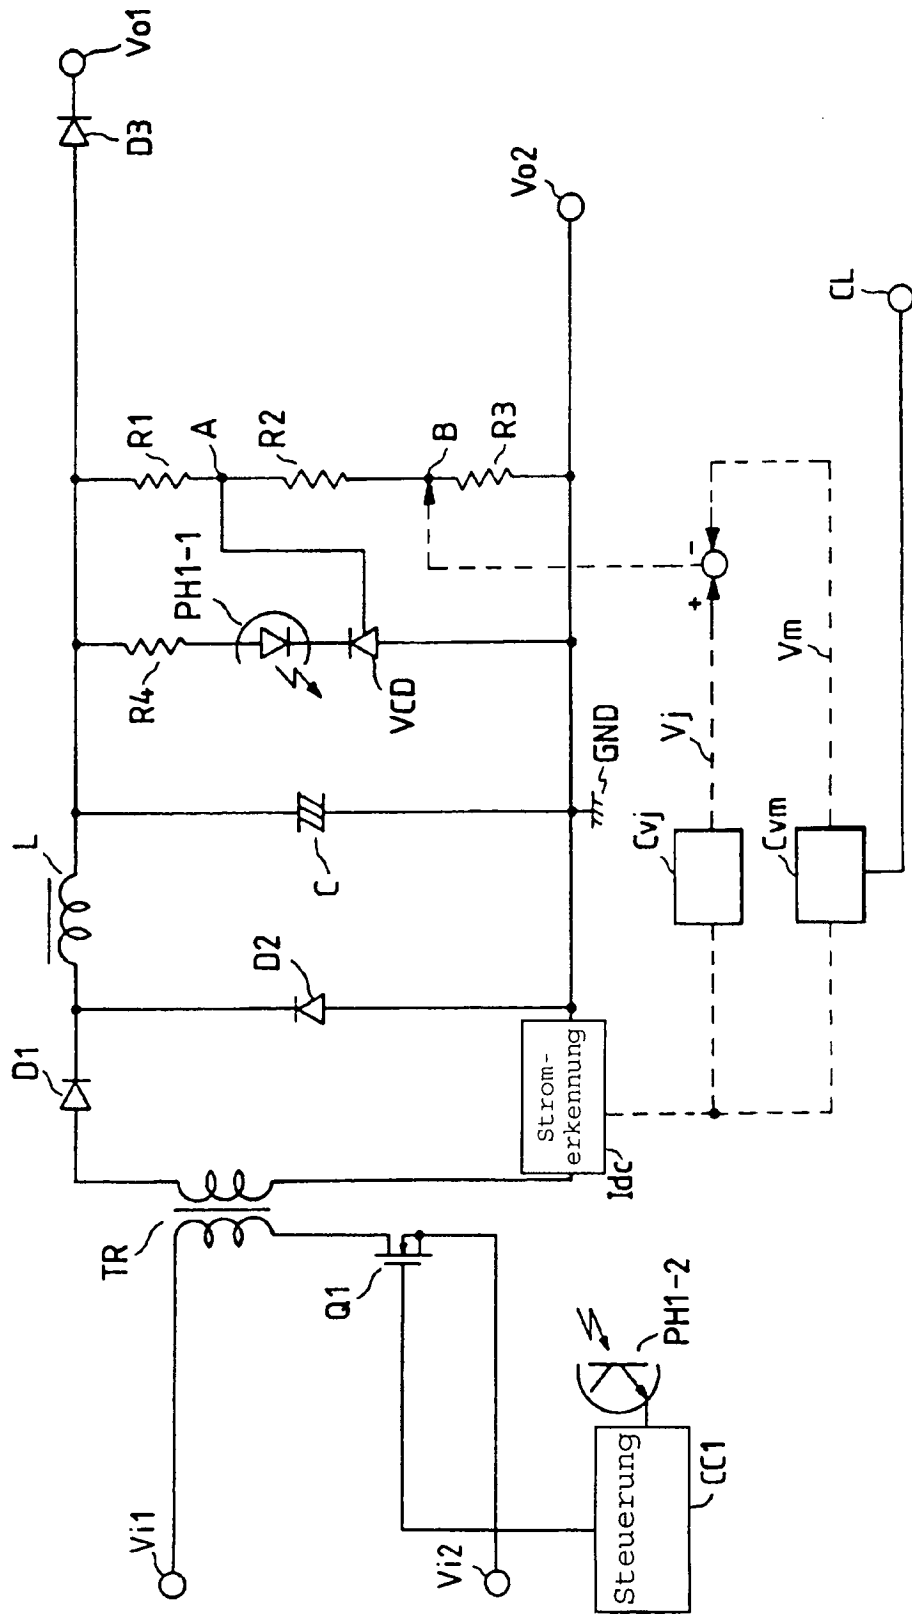 Vo1
D3
Vo2
CL
R1
A
R2
B
R3
PH1-1
R4
VCD
-
+
Vm
Vj
GND
L
C
Cvj
Cvm
D2
D1
Strom-
erkennung
Idc
TR
Q1
PH1-2
Vi1
Vi2
Steuerung
CC1